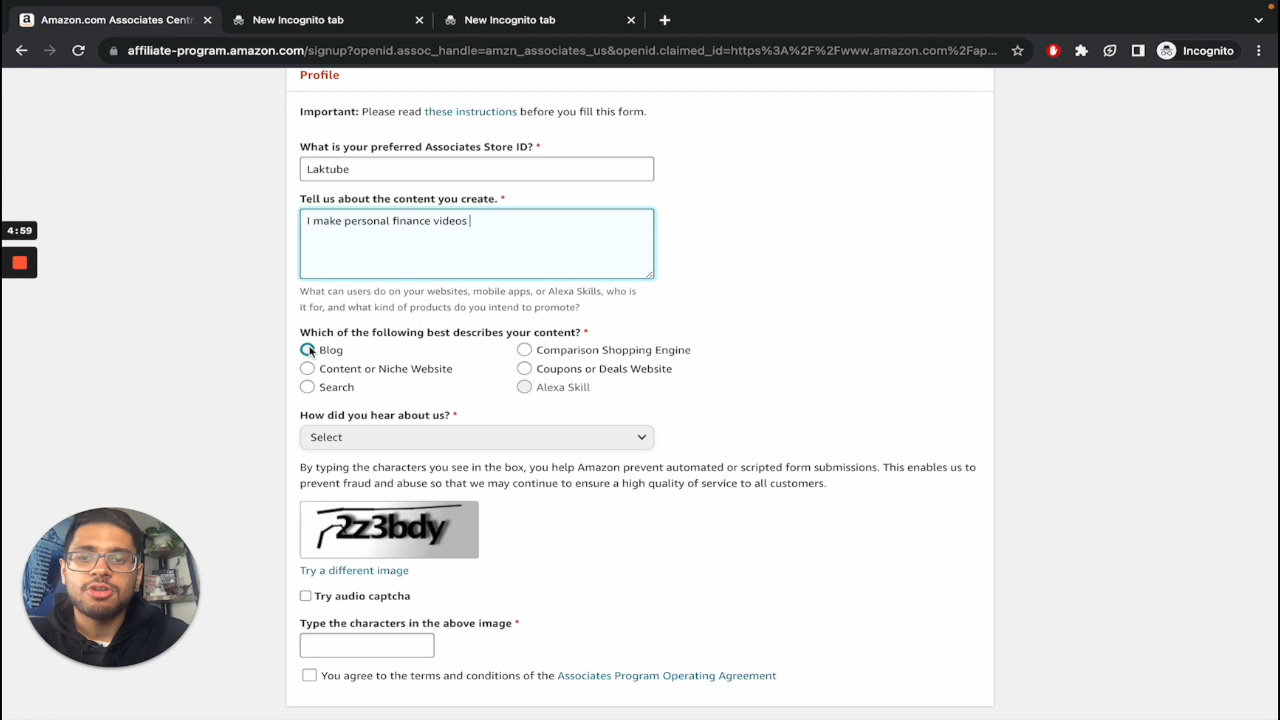 Amazon.com Associates Centr
New Incognito tab
New Incognito tab
affiliate-program.amazon.com/signup?openid.assoc_handle=amzn_associates_us&openid.claimed_id=https%3A%2F%2Fwww.amazon.com%2Fap...
Incognito
Profile
Important: Please read these instructions before you fill this form.
What is your preferred Associates Store ID? *
Laktube
Tell us about the content you create. *
4:59
I make personal finance videos
What can users do on your websites, mobile apps, or Alexa Skills, who is
it for, and what kind of products do you intend to promote?
Which of the following best describes your content? *
Blog
Comparison Shopping Engine
Content or Niche Website
Coupons or Deals Website
Search
Alexa Skill
How did you hear about us? *
Select
By typing the characters you see in the box, you help Amazon prevent automated or scripted form submissions. This enables us to
prevent fraud and abuse so that we may continue to ensure a high quality of service to all customers.
2z3bdy
Try a different image
Try audio captcha
Type the characters in the above image *
You agree to the terms and conditions of the Associates Program Operating Agreement